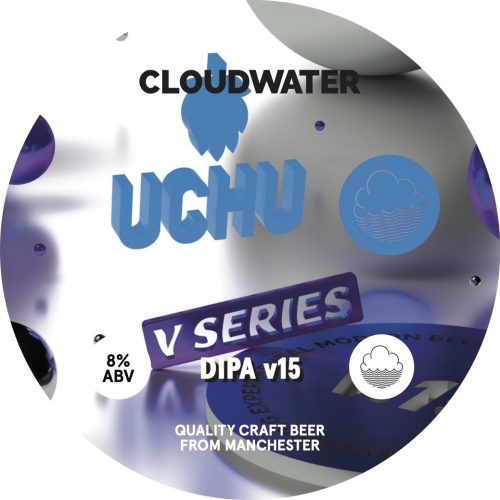 CLOUDWATER
UCHU
V SERIES
8%
ABV
DIPA v15
QUALITY CRAFT BEER
FROM MANCHESTER